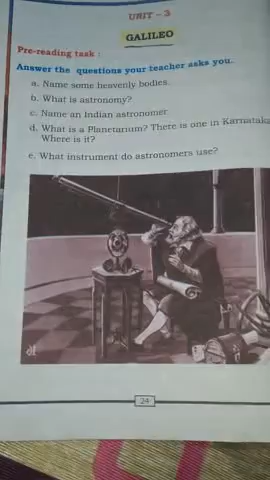 UNIT – 3
GALILEO
Pre-reading task :
Answer the questions your teacher asks you.
a. Name some heavenly bodies.
b. What is astronomy?
c. Name an Indian astronomer.
d. What is a Planetarium? There is one in Karnataka
Where is it?
e. What instrument do astronomers use?
24